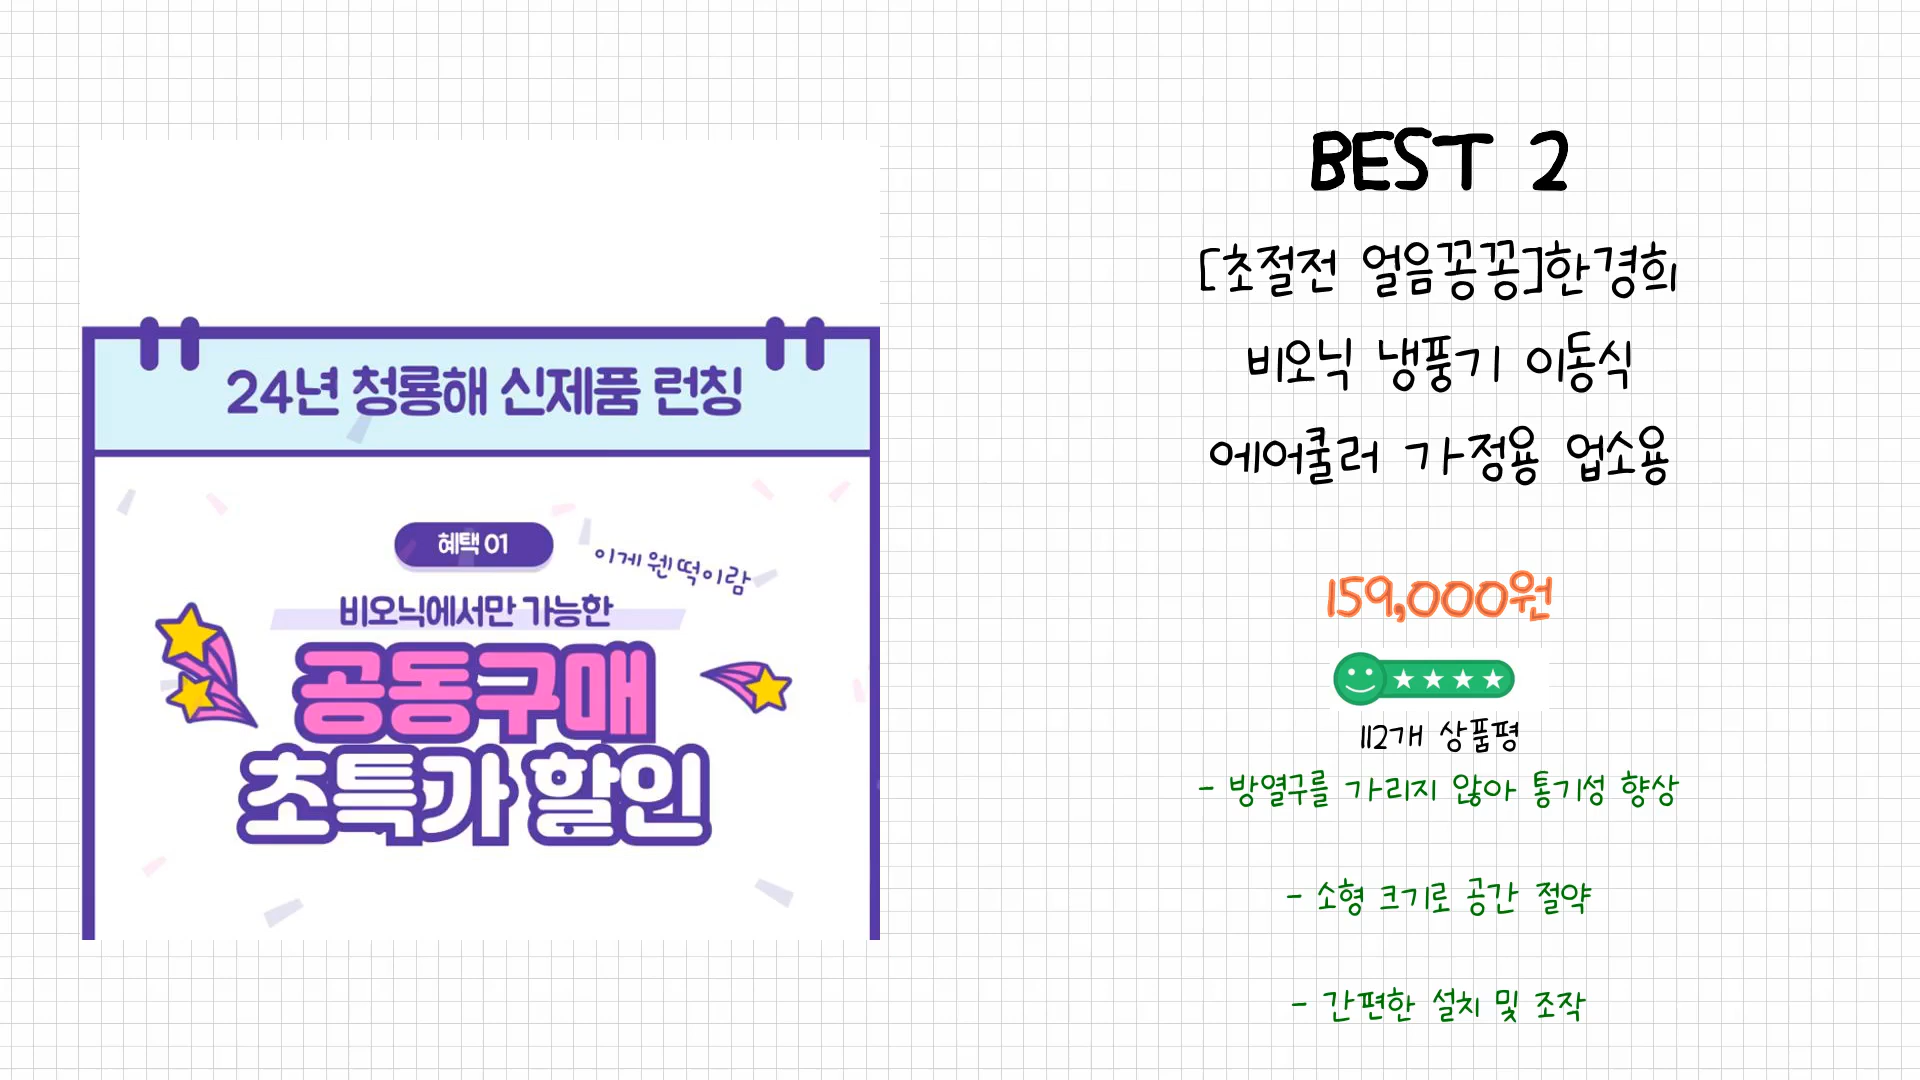 24년 청룡해 신제품 런칭
혜택 01
이게 웬 떡이람
비오닉에서만 가능한
공동구매
초특가 할인
BEST 2
[초절전 얼음꽁꽁]한경희
비오닉 냉풍기 이동식
에어쿨러 가정용 업소용
159,000원
112개 상품평
- 방열구를 가리지 않아 통기성 향상
- 소형 크기로 공간 절약
- 간편한 설치 및 조작